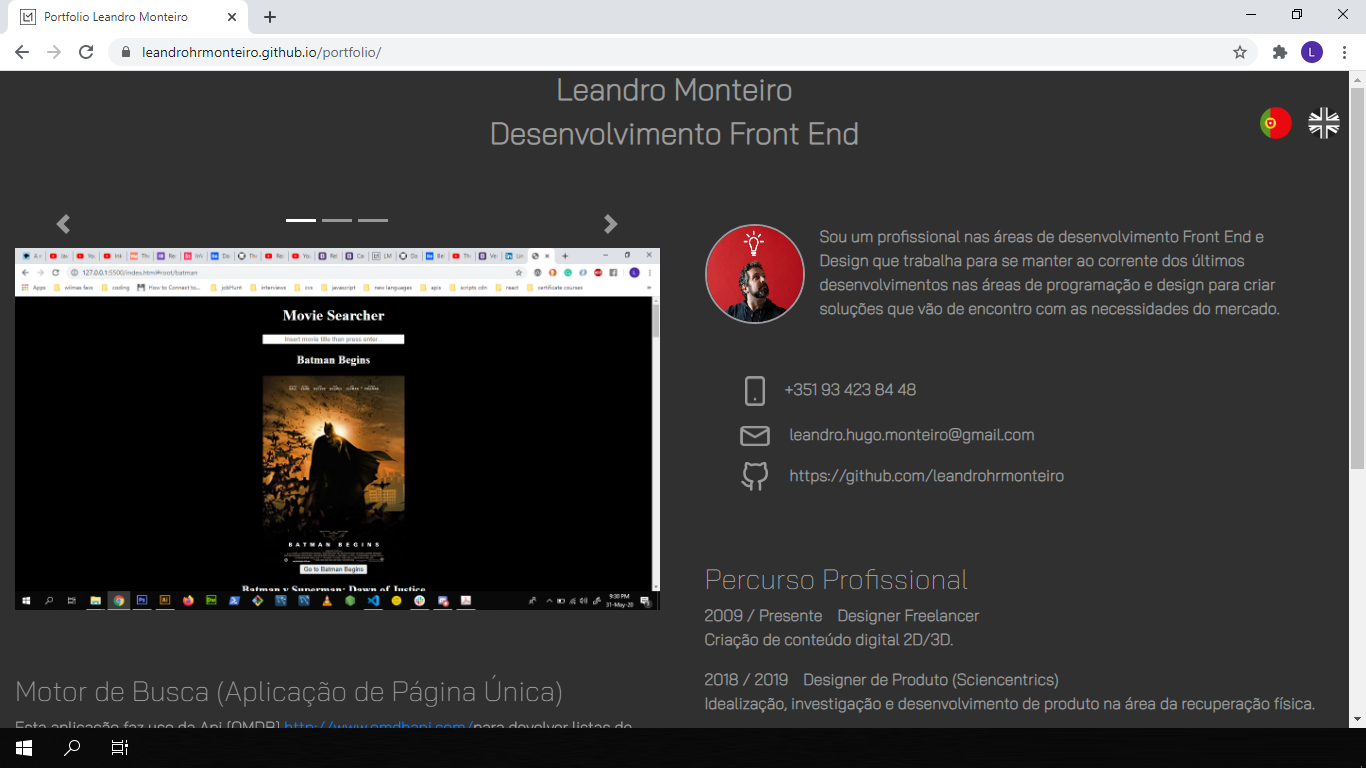 Portfolio Leandro Monteiro
leandrohrmonteiro.github.io/portfolio/
L
Leandro Monteiro
Desenvolvimento Front End
127.0.0.1:5500/index.html#root/batman
Apps
coding
How to Connect to...
jobHunt
interviews
css
javascript
new languages
apis
scripts cdn
react
certificate courses
Movie Searcher
Insert movie title then press enter
Batman Begins
BATMAN BEGINS
Go to Batman Begins
Batman v Superman: Dawn of Justice
9:30 PM
31-May-20
Motor de Busca (Aplicação de Página Única)
Esta aplicação faz uso da Api (OMDB) http://www.omdbapi.com/para devolver listas de
Sou um profissional nas áreas de desenvolvimento Front End e
Design que trabalha para se manter ao corrente dos últimos
desenvolvimentos nas áreas de programação e design para criar
soluções que vão de encontro com as necessidades do mercado.
+351 93 423 84 48
leandro.hugo.monteiro@gmail.com
https://github.com/leandrohrmonteiro
Percurso Profissional
2009 / Presente Designer Freelancer
Criação de conteúdo digital 2D/3D.
2018 / 2019 Designer de Produto (Sciencentrics)
Idealização, investigação e desenvolvimento de produto na área da recuperação física.